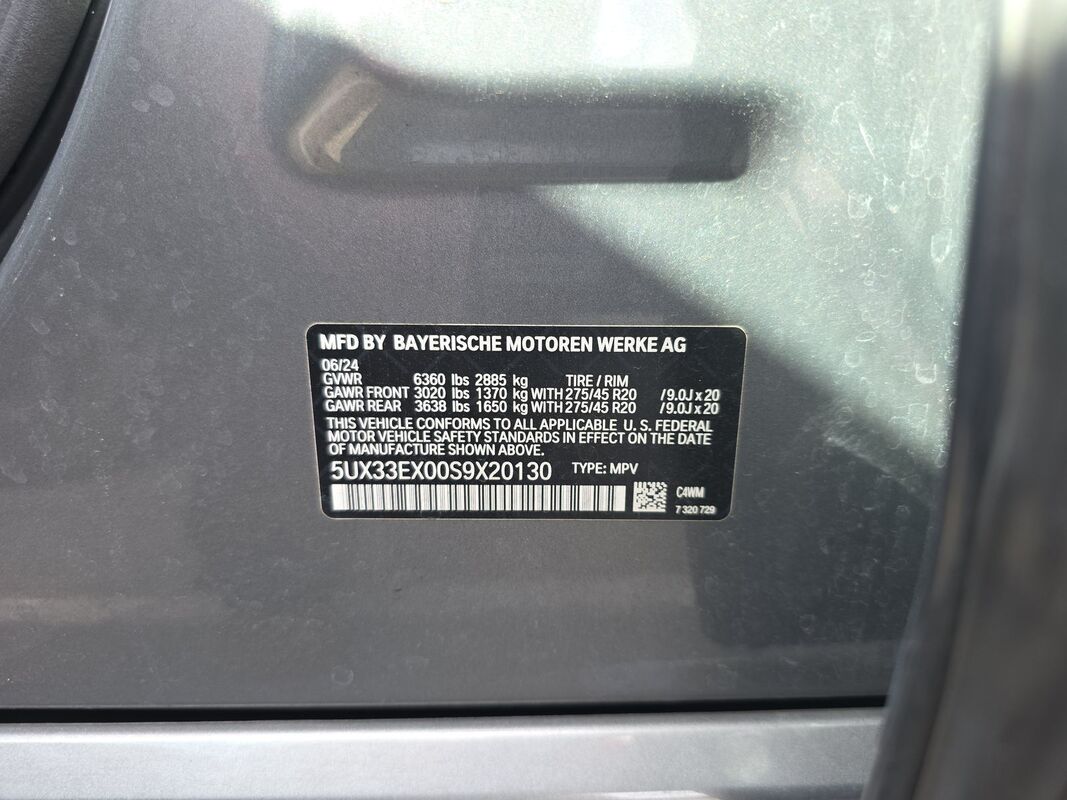 MFD BY BAYERISCHE MOTOREN WERKE AG
06/24
GVWR 6360 lbs 2885 kg TIRE / RIM
GAWR FRONT 3020 lbs 1370 kg WITH 275/45 R20 /9.0J x 20
GAWR REAR 3638 lbs 1650 kg WITH 275/45 R20 /9.0J x 20
THIS VEHICLE CONFORMS TO ALL APPLICABLE U. S. FEDERAL
MOTOR VEHICLE SAFETY STANDARDS IN EFFECT ON THE DATE
OF MANUFACTURE SHOWN ABOVE.
5UX33EX00S9X20130 TYPE: MPV
C4WM
7 320 729